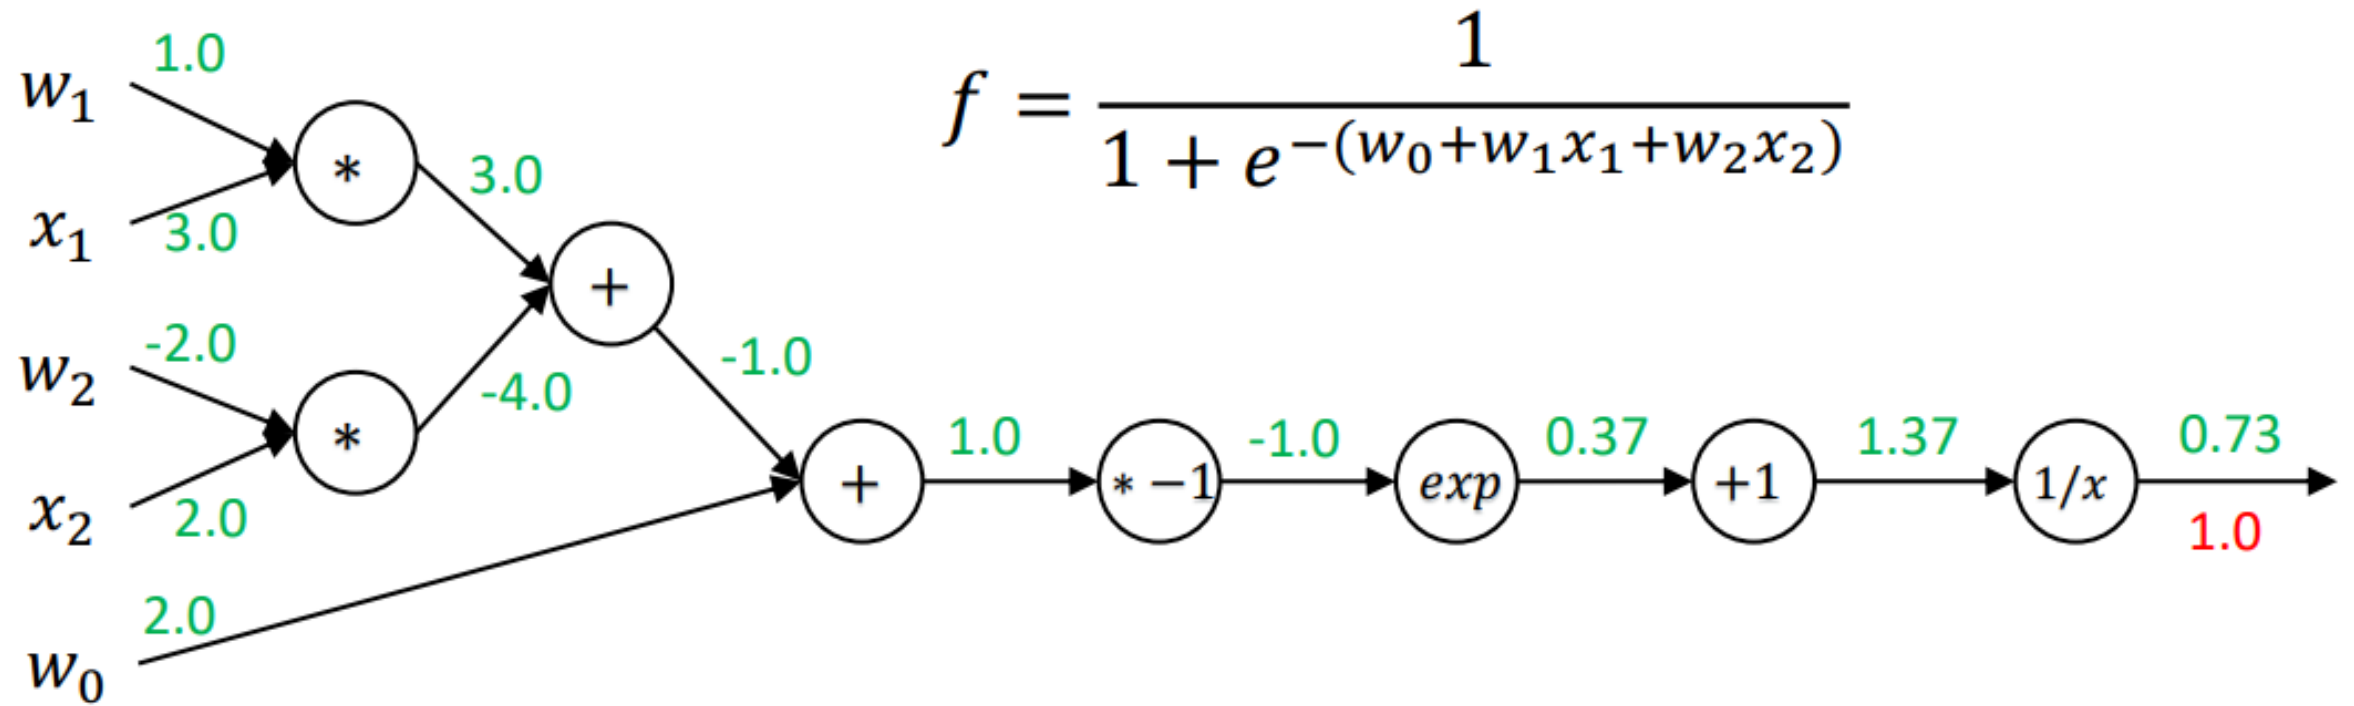 w₁ 1.0
x₁ 3.0
* 3.0
w₂ -2.0
x₂ 2.0
* -4.0
+ -1.0
w₀ 2.0
+ 1.0
* −1 -1.0
exp 0.37
+1 1.37
1/x 0.73
1.0
f = 1 / (1 + e^−(w₀+w₁x₁+w₂x₂))